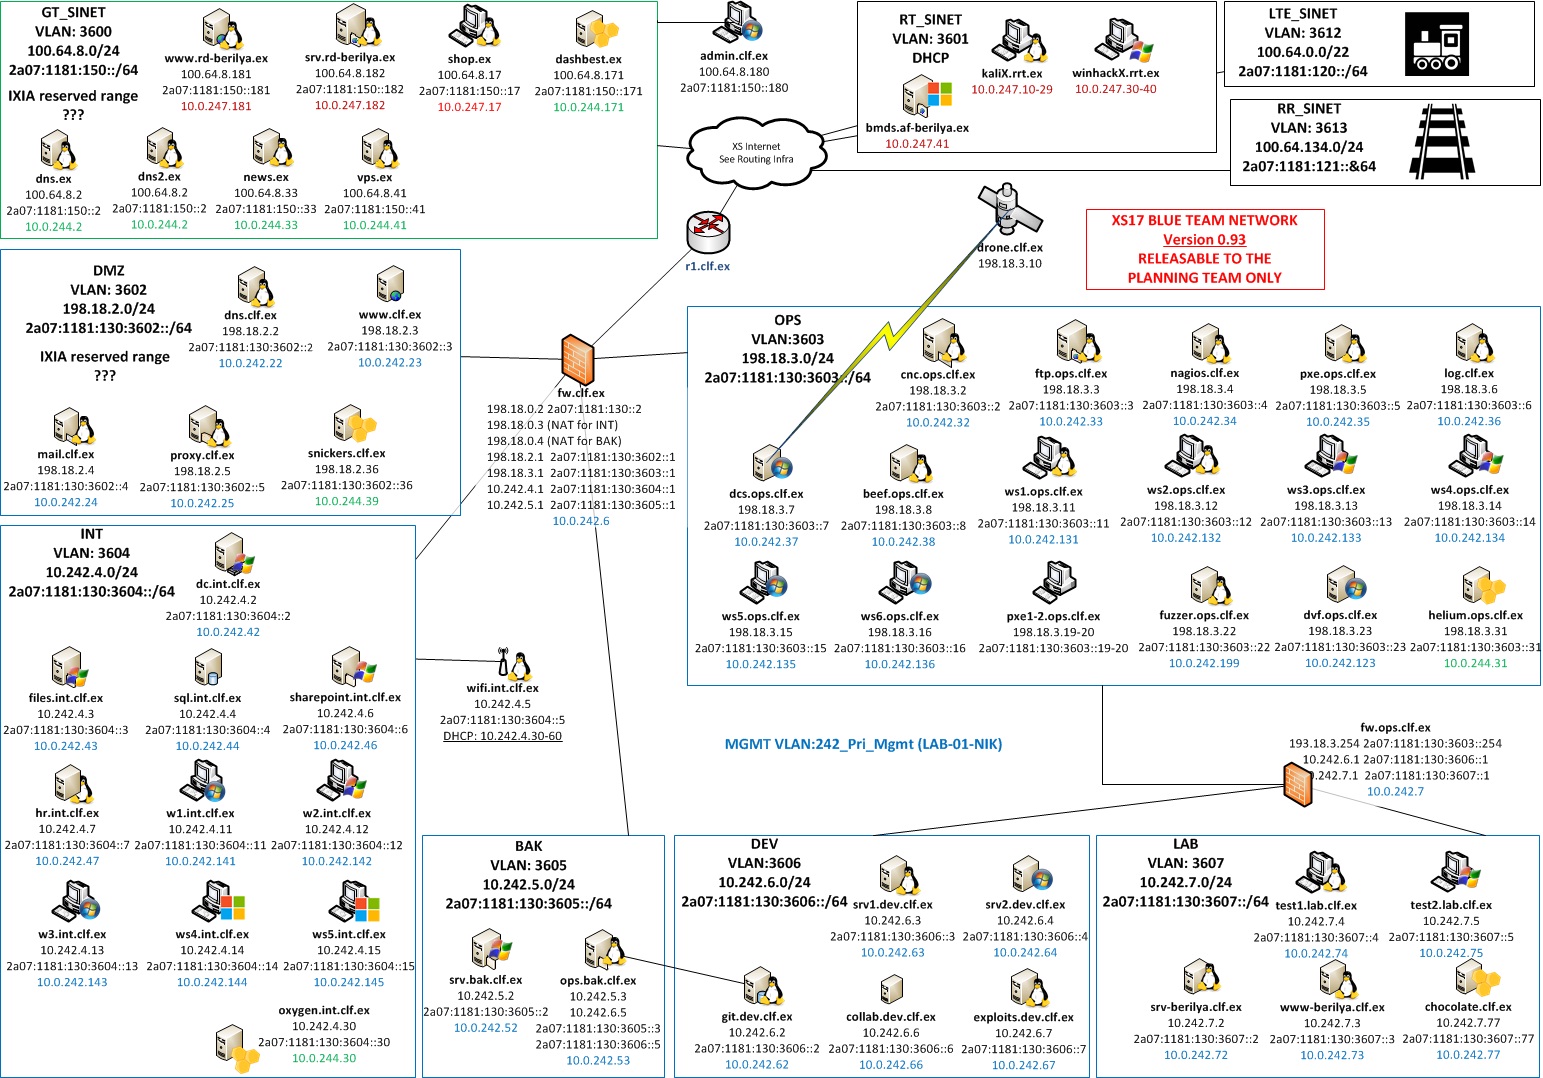 GT_SINET
VLAN: 3600
100.64.8.0/24
2a07:1181:150::/64
IXIA reserved range
???
www.rd-berilya.ex
100.64.8.181
2a07:1181:150::181
10.0.247.181
srv.rd-berilya.ex
100.64.8.182
2a07:1181:150::182
10.0.247.182
shop.ex
100.64.8.17
2a07:1181:150::17
10.0.247.17
dashbest.ex
100.64.8.171
2a07:1181:150::171
10.0.244.171
dns.ex
100.64.8.2
2a07:1181:150::2
10.0.244.2
dns2.ex
100.64.8.2
2a07:1181:150::2
10.0.244.2
news.ex
100.64.8.33
2a07:1181:150::33
10.0.244.33
vps.ex
100.64.8.41
2a07:1181:150::41
10.0.244.41
admin.clf.ex
100.64.8.180
2a07:1181:150::180
XS Internet
See Routing Infra
r1.clf.ex
RT_SINET
VLAN: 3601
DHCP
kaliX.rrt.ex
10.0.247.10-29
winhackX.rrt.ex
10.0.247.30-40
bmds.af-berilya.ex
10.0.247.41
LTE_SINET
VLAN: 3612
100.64.0.0/22
2a07:1181:120::/64
RR_SINET
VLAN: 3613
100.64.134.0/24
2a07:1181:121::&64
drone.clf.ex
198.18.3.10
XS17 BLUE TEAM NETWORK
Version 0.93
RELEASABLE TO THE
PLANNING TEAM ONLY
DMZ
VLAN: 3602
198.18.2.0/24
2a07:1181:130:3602::/64
IXIA reserved range
???
dns.clf.ex
198.18.2.2
2a07:1181:130:3602::2
10.0.242.22
www.clf.ex
198.18.2.3
2a07:1181:130:3602::3
10.0.242.23
mail.clf.ex
198.18.2.4
2a07:1181:130:3602::4
10.0.242.24
proxy.clf.ex
198.18.2.5
2a07:1181:130:3602::5
10.0.242.25
snickers.clf.ex
198.18.2.36
2a07:1181:130:3602::36
10.0.244.39
fw.clf.ex
198.18.0.2 2a07:1181:130::2
198.18.0.3 (NAT for INT)
198.18.0.4 (NAT for BAK)
198.18.2.1 2a07:1181:130:3602::1
198.18.3.1 2a07:1181:130:3603::1
10.242.4.1 2a07:1181:130:3604::1
10.242.5.1 2a07:1181:130:3605::1
10.0.242.6
OPS
VLAN:3603
198.18.3.0/24
2a07:1181:130:3603::/64
cnc.ops.clf.ex
198.18.3.2
2a07:1181:130:3603::2
10.0.242.32
ftp.ops.clf.ex
198.18.3.3
2a07:1181:130:3603::3
10.0.242.33
nagios.clf.ex
198.18.3.4
2a07:1181:130:3603::4
10.0.242.34
pxe.ops.clf.ex
198.18.3.5
2a07:1181:130:3603::5
10.0.242.35
log.clf.ex
198.18.3.6
2a07:1181:130:3603::6
10.0.242.36
dcs.ops.clf.ex
198.18.3.7
2a07:1181:130:3603::7
10.0.242.37
beef.ops.clf.ex
198.18.3.8
2a07:1181:130:3603::8
10.0.242.38
ws1.ops.clf.ex
198.18.3.11
2a07:1181:130:3603::11
10.0.242.131
ws2.ops.clf.ex
198.18.3.12
2a07:1181:130:3603::12
10.0.242.132
ws3.ops.clf.ex
198.18.3.13
2a07:1181:130:3603::13
10.0.242.133
ws4.ops.clf.ex
198.18.3.14
2a07:1181:130:3603::14
10.0.242.134
ws5.ops.clf.ex
198.18.3.15
2a07:1181:130:3603::15
10.0.242.135
ws6.ops.clf.ex
198.18.3.16
2a07:1181:130:3603::16
10.0.242.136
pxe1-2.ops.clf.ex
198.18.3.19-20
2a07:1181:130:3603::19-20
fuzzer.ops.clf.ex
198.18.3.22
2a07:1181:130:3603::22
10.0.242.199
dvf.ops.clf.ex
198.18.3.23
2a07:1181:130:3603::23
10.0.242.123
helium.ops.clf.ex
198.18.3.31
2a07:1181:130:3603::31
10.0.244.31
INT
VLAN: 3604
10.242.4.0/24
2a07:1181:130:3604::/64
dc.int.clf.ex
10.242.4.2
2a07:1181:130:3604::2
10.0.242.42
files.int.clf.ex
10.242.4.3
2a07:1181:130:3604::3
10.0.242.43
sql.int.clf.ex
10.242.4.4
2a07:1181:130:3604::4
10.0.242.44
sharepoint.int.clf.ex
10.242.4.6
2a07:1181:130:3604::6
10.0.242.46
hr.int.clf.ex
10.242.4.7
2a07:1181:130:3604::7
10.0.242.47
w1.int.clf.ex
10.242.4.11
2a07:1181:130:3604::11
10.0.242.141
w2.int.clf.ex
10.242.4.12
2a07:1181:130:3604::12
10.0.242.142
w3.int.clf.ex
10.242.4.13
2a07:1181:130:3604::13
10.0.242.143
ws4.int.clf.ex
10.242.4.14
2a07:1181:130:3604::14
10.0.242.144
ws5.int.clf.ex
10.242.4.15
2a07:1181:130:3604::15
10.0.242.145
oxygen.int.clf.ex
10.242.4.30
2a07:1181:130:3604::30
10.0.244.30
wifi.int.clf.ex
10.242.4.5
2a07:1181:130:3604::5
DHCP: 10.242.4.30-60
MGMT VLAN:242_Pri_Mgmt (LAB-01-NIK)
fw.ops.clf.ex
193.18.3.254 2a07:1181:130:3603::254
10.242.6.1 2a07:1181:130:3606::1
.242.7.1 2a07:1181:130:3607::1
10.0.242.7
BAK
VLAN: 3605
10.242.5.0/24
2a07:1181:130:3605::/64
srv.bak.clf.ex
10.242.5.2
2a07:1181:130:3605::2
10.0.242.52
ops.bak.clf.ex
10.242.5.3
10.242.6.5
2a07:1181:130:3605::3
2a07:1181:130:3606::5
10.0.242.53
DEV
VLAN:3606
10.242.6.0/24
2a07:1181:130:3606::/64
srv1.dev.clf.ex
10.242.6.3
2a07:1181:130:3606::3
10.0.242.63
srv2.dev.clf.ex
10.242.6.4
2a07:1181:130:3606::4
10.0.242.64
git.dev.clf.ex
10.242.6.2
2a07:1181:130:3606::2
10.0.242.62
collab.dev.clf.ex
10.242.6.6
2a07:1181:130:3606::6
10.0.242.66
exploits.dev.clf.ex
10.242.6.7
2a07:1181:130:3606::7
10.0.242.67
LAB
VLAN: 3607
10.242.7.0/24
2a07:1181:130:3607::/64
test1.lab.clf.ex
10.242.7.4
2a07:1181:130:3607::4
10.0.242.74
test2.lab.clf.ex
10.242.7.5
2a07:1181:130:3607::5
10.0.242.75
srv-berilya.clf.ex
10.242.7.2
2a07:1181:130:3607::2
10.0.242.72
www-berilya.clf.ex
10.242.7.3
2a07:1181:130:3607::3
10.0.242.73
chocolate.clf.ex
10.242.7.77
2a07:1181:130:3607::77
10.0.242.77